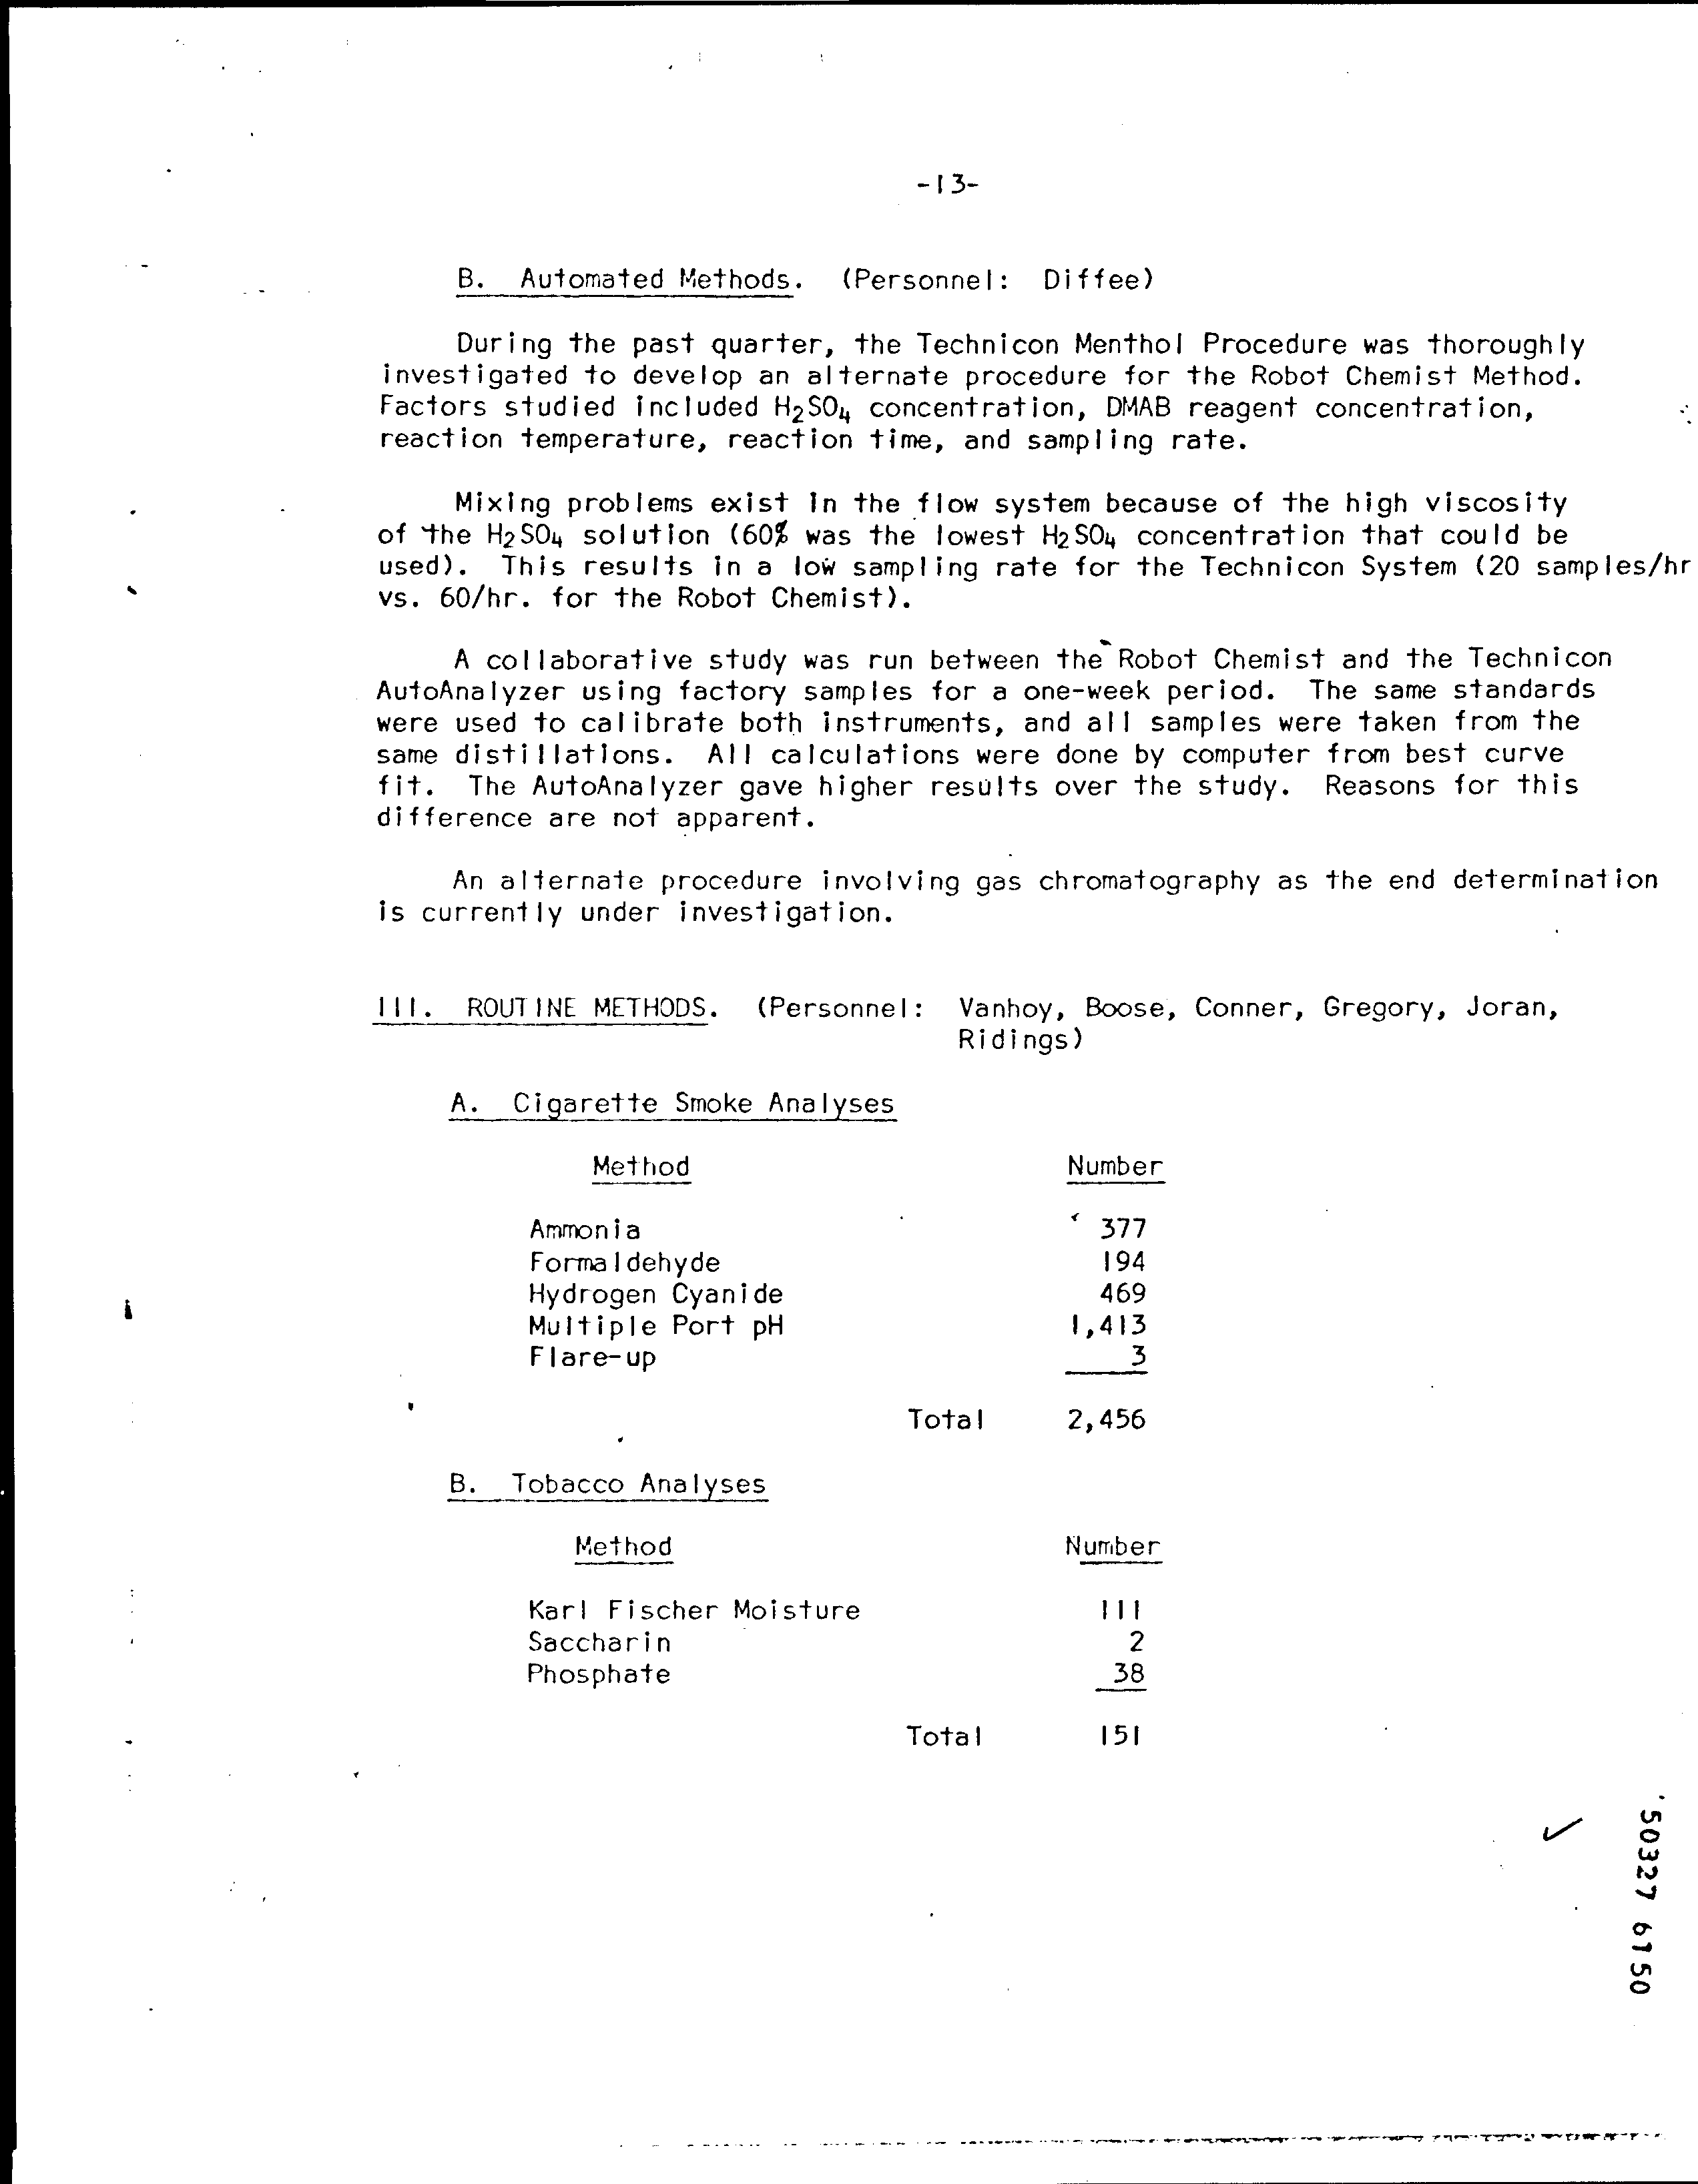 -13-
B. Automated Methods. (Personnel: Diffee)
During the past quarter, the Technicon Menthol Procedure was thoroughly
investigated to develop an alternate procedure for the Robot Chemist Method.
Factors studied included H2SO4 concentration, DMAB reagent concentration,
reaction temperature, reaction time, and sampling rate.
Mixing problems exist in the flow system because of the high viscosity
of the H2SO4 solution (60% was the lowest H2SO4 concentration that could be
used). This results in a low sampling rate for the Technicon System (20 samples/hr
vs. 60/hr. for the Robot Chemist).
A collaborative study was run between the Robot Chemist and the Technicon
AutoAnalyzer using factory samples for a one-week period. The same standards
were used to calibrate both instruments, and all samples were taken from the
same distillations. All calculations were done by computer from best curve
fit. The AutoAnalyzer gave higher results over the study. Reasons for this
difference are not apparent.
An alternate procedure involving gas chromatography as the end determination
is currently under investigation.
III. ROUTINE METHODS. (Personnel: Vanhoy, Boose, Conner, Gregory, Joran,
Ridings)
A. Cigarette Smoke Analyses
Method Number
Ammonia 377
Formaldehyde 194
Hydrogen Cyanide 469
Multiple Port pH 1,413
Flare-up 3
Total 2,456
B. Tobacco Analyses
Method Number
Karl Fischer Moisture 111
Saccharin 2
Phosphate 38
Total 151
50327 6150